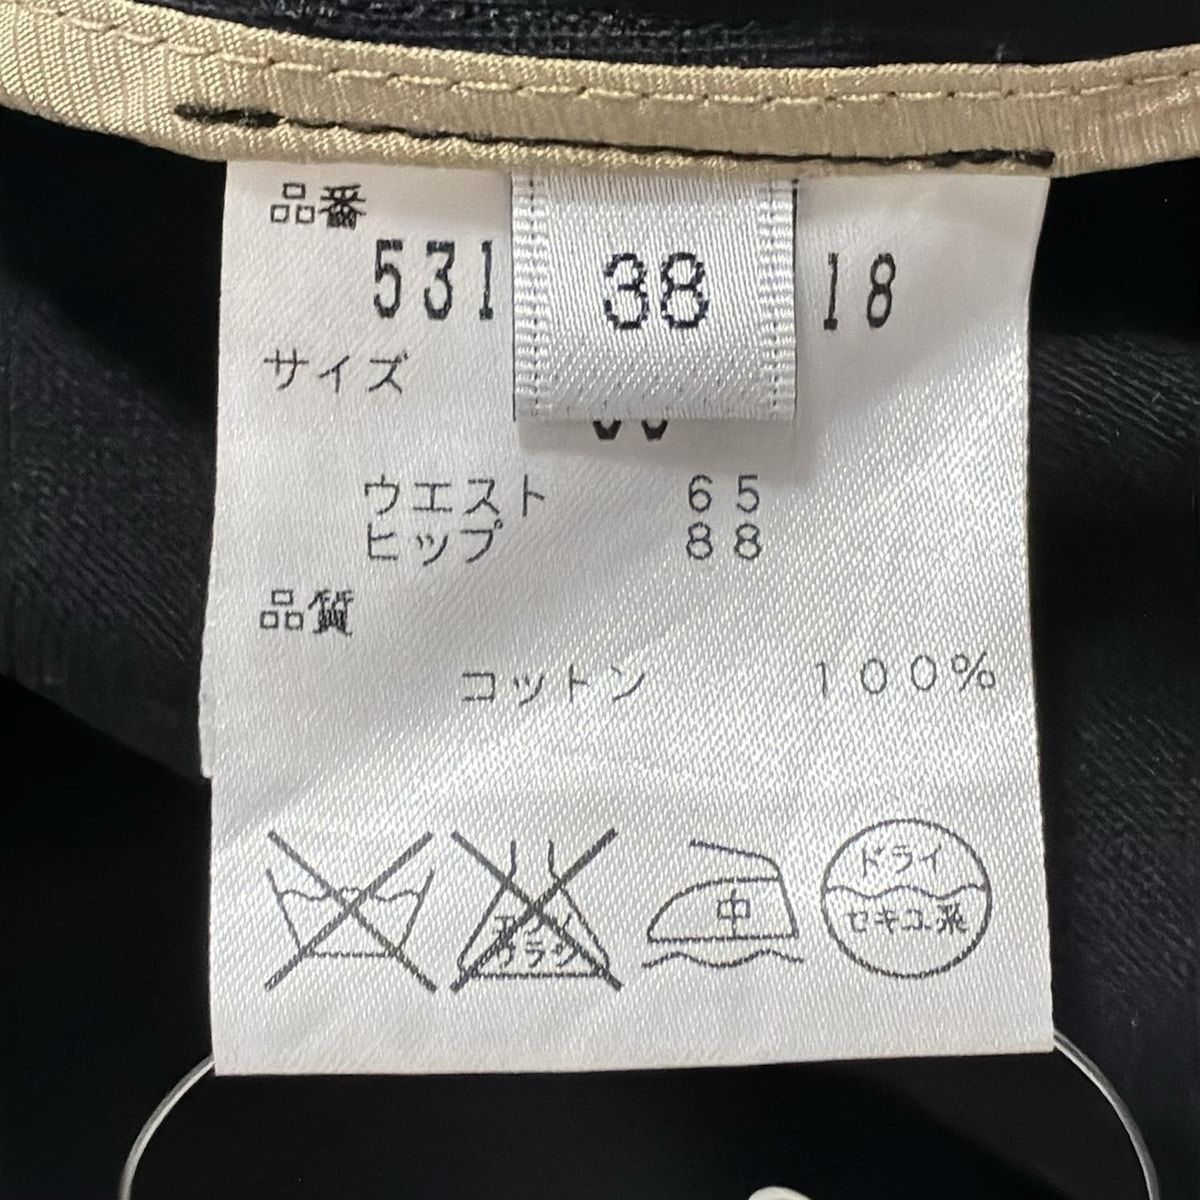 品番
531 38 18
サイズ
ウエスト 65
ヒップ 88
品質
コットン 100%
エンソ
サラシ
中
ドライ
セキユ系